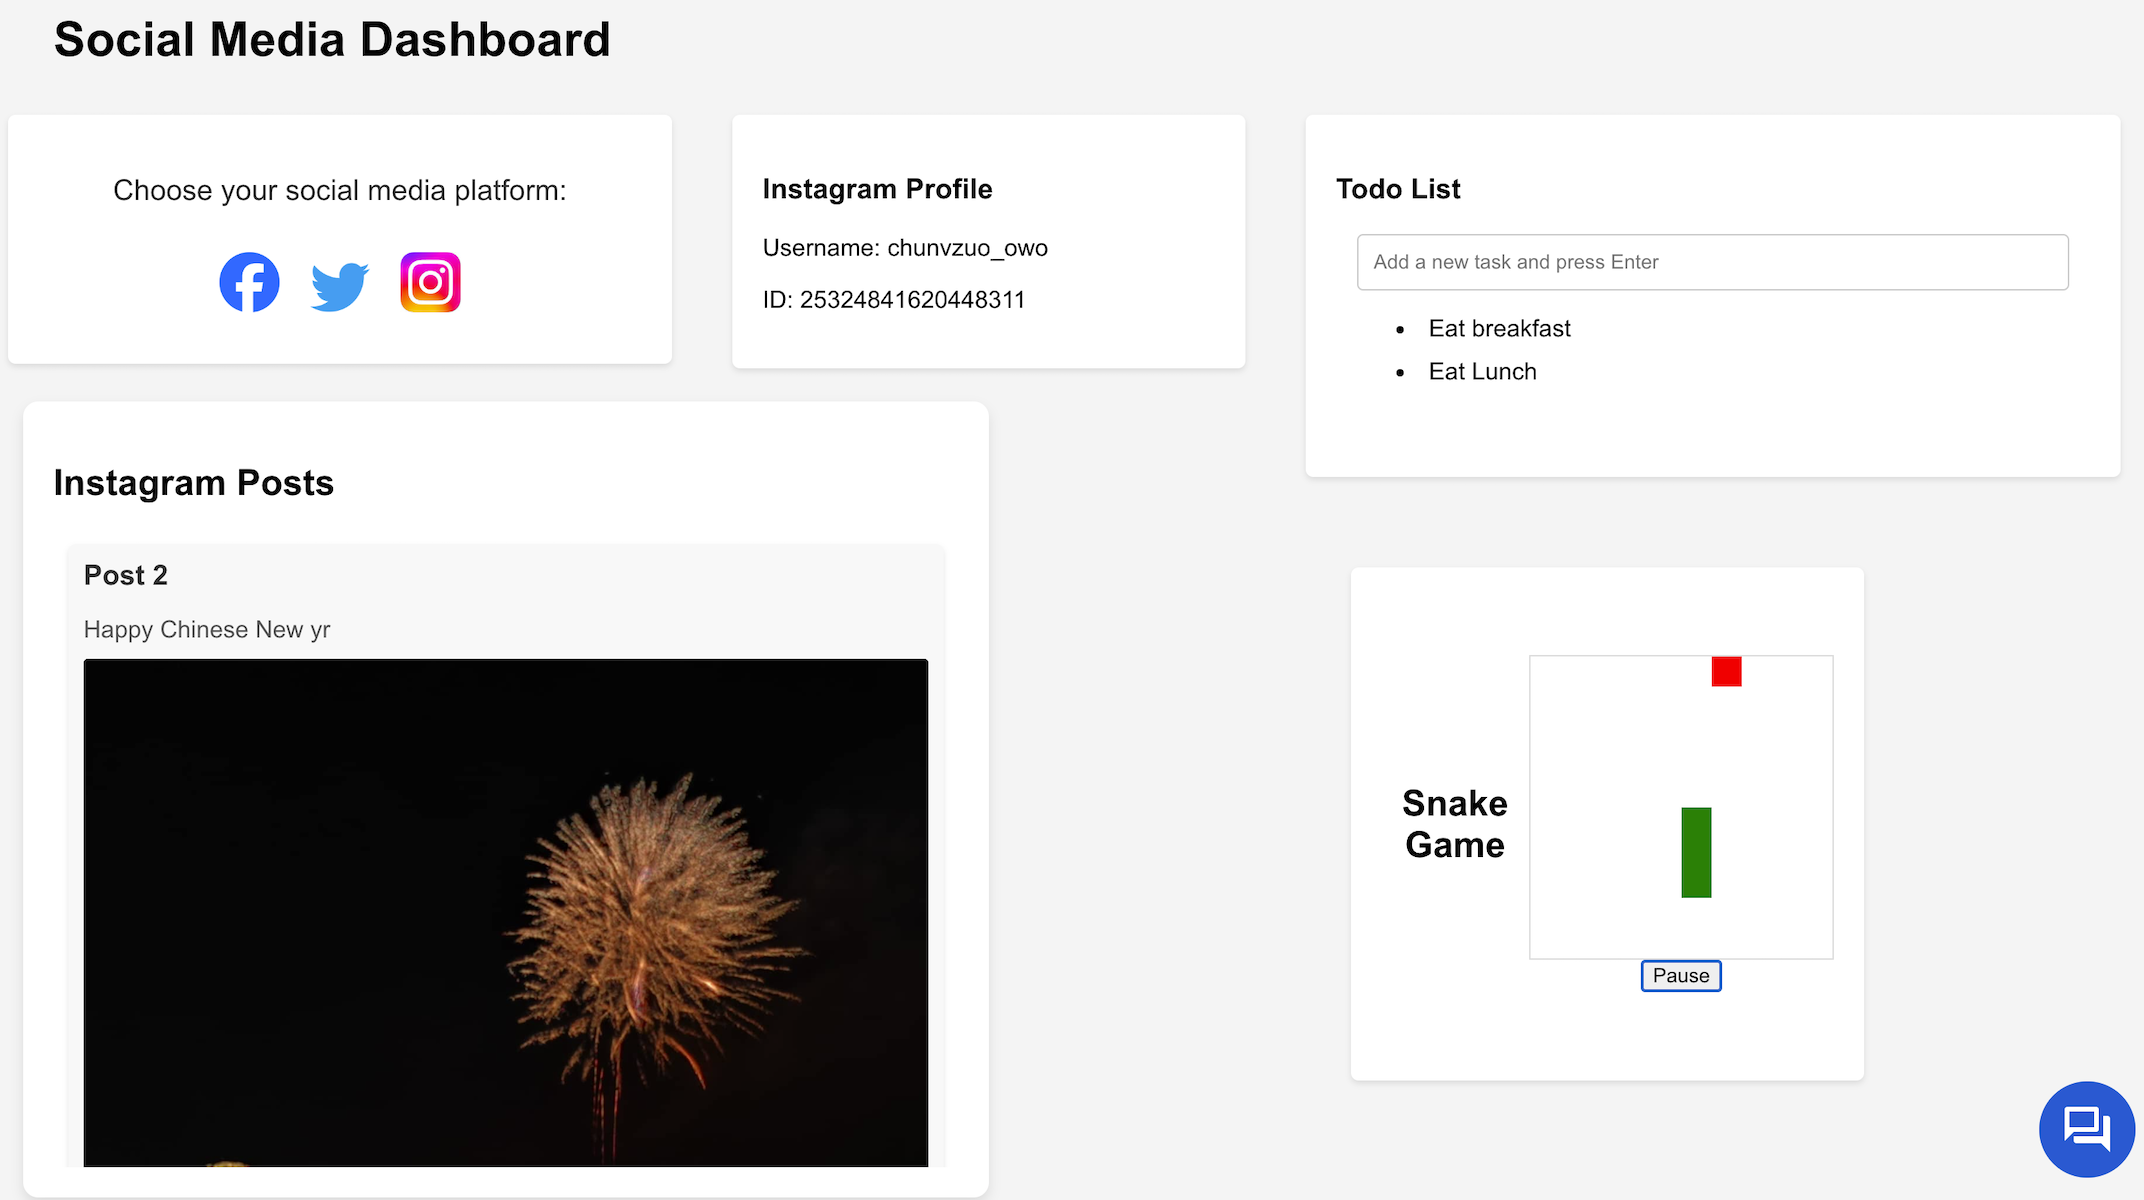 Social Media Dashboard
Choose your social media platform:
Instagram Profile
Username: chunvzuo_owo
ID: 25324841620448311
Todo List
Add a new task and press Enter
Eat breakfast
Eat Lunch
Instagram Posts
Post 2
Happy Chinese New yr
Snake
Game
Pause